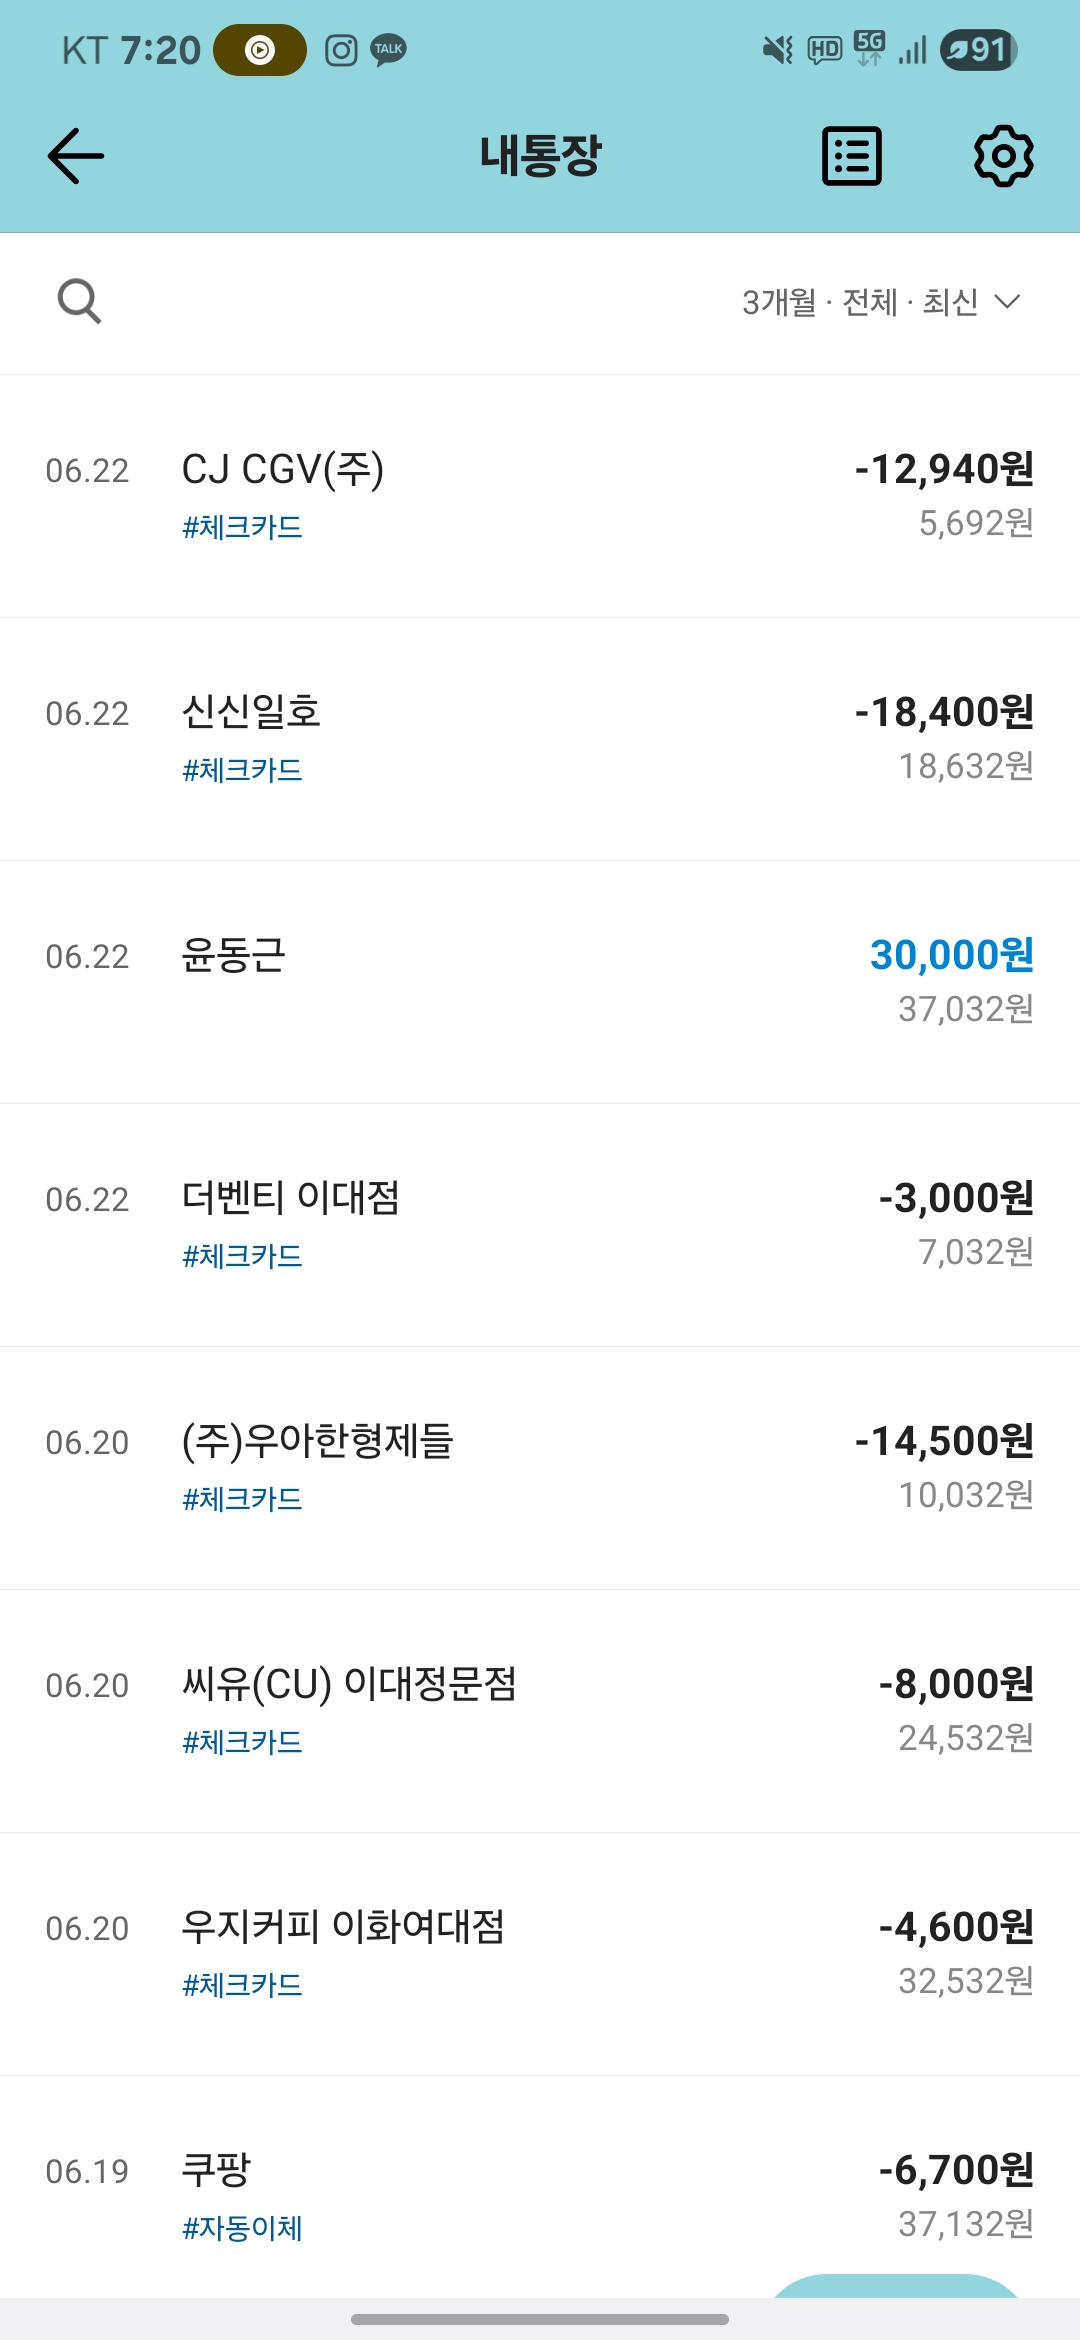 KT 7:20 TALK HD 5G 91
내통장
3개월 · 전체 · 최신
06.22 CJ CGV(주) -12,940원
#체크카드 5,692원
06.22 신신일호 -18,400원
#체크카드 18,632원
06.22 윤동근 30,000원
37,032원
06.22 더벤티 이대점 -3,000원
#체크카드 7,032원
06.20 (주)우아한형제들 -14,500원
#체크카드 10,032원
06.20 씨유(CU) 이대정문점 -8,000원
#체크카드 24,532원
06.20 우지커피 이화여대점 -4,600원
#체크카드 32,532원
06.19 쿠팡 -6,700원
#자동이체 37,132원